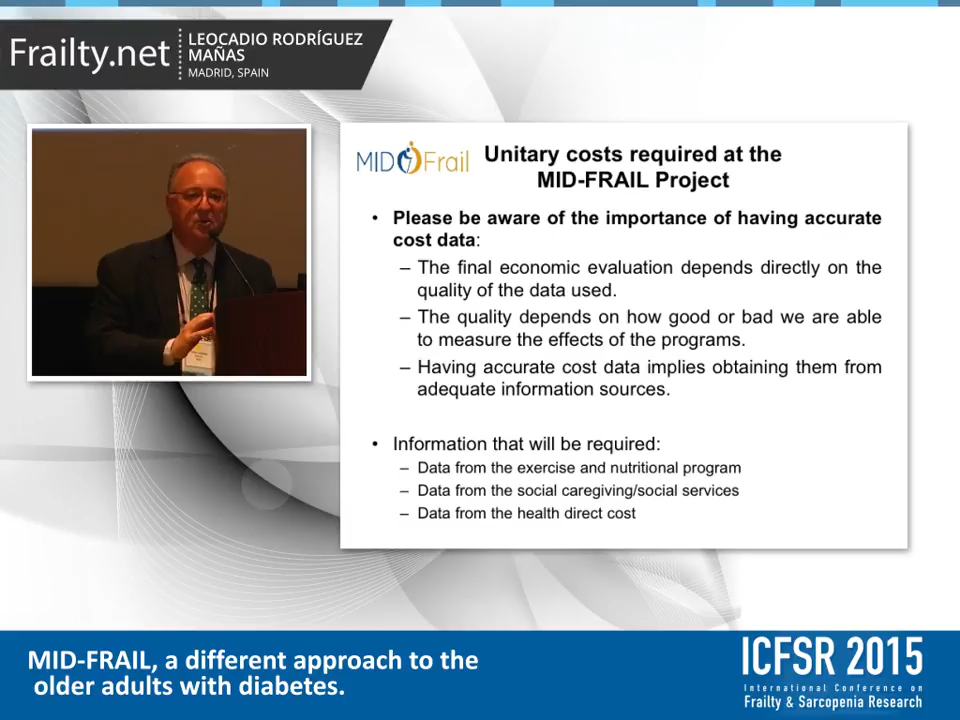 Frailty.net
LEOCADIO RODRÍGUEZ
MAÑAS
MADRID, SPAIN
MID Frail
Unitary costs required at the
MID-FRAIL Project
• Please be aware of the importance of having accurate
cost data:
– The final economic evaluation depends directly on the
quality of the data used.
– The quality depends on how good or bad we are able
to measure the effects of the programs.
– Having accurate cost data implies obtaining them from
adequate information sources.
• Information that will be required:
– Data from the exercise and nutritional program
– Data from the social caregiving/social services
– Data from the health direct cost
MID-FRAIL, a different approach to the
older adults with diabetes.
ICFSR 2015
International Conference on
Frailty & Sarcopenia Research